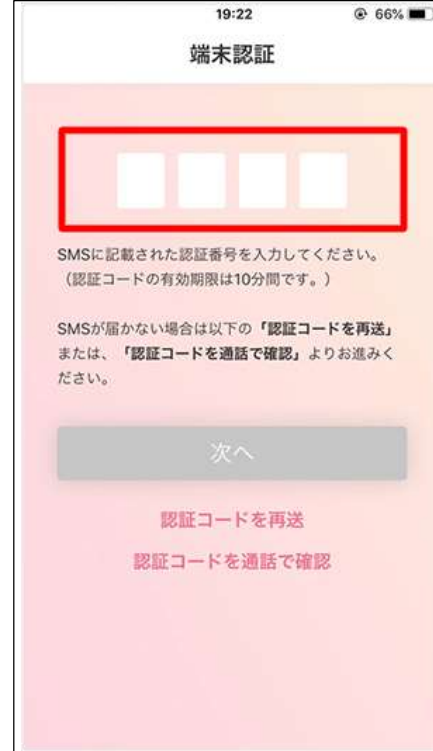 19:22
66%
端末認証
SMSに記載された認証番号を入力してください。
（認証コードの有効期限は10分間です。）
SMSが届かない場合は以下の「認証コードを再送」
または、「認証コードを通話で確認」よりお進みく
ださい。
次へ
認証コードを再送
認証コードを通話で確認